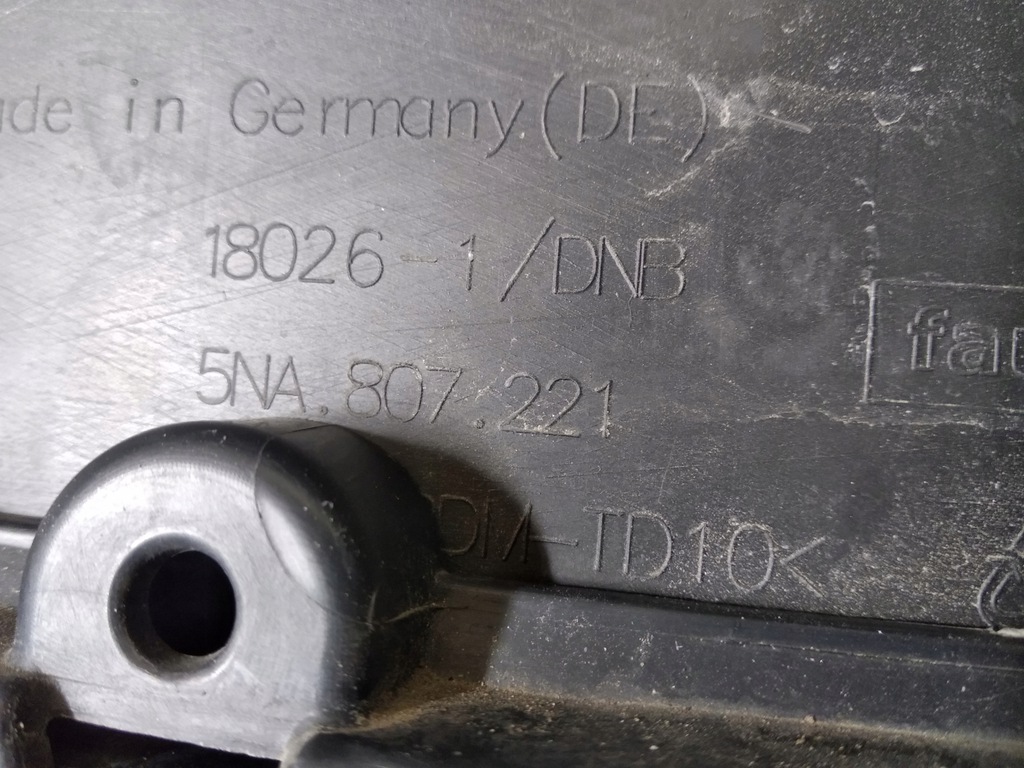 in Germany (DE)
18026-1/DNB
5NA.807.221
TD10<